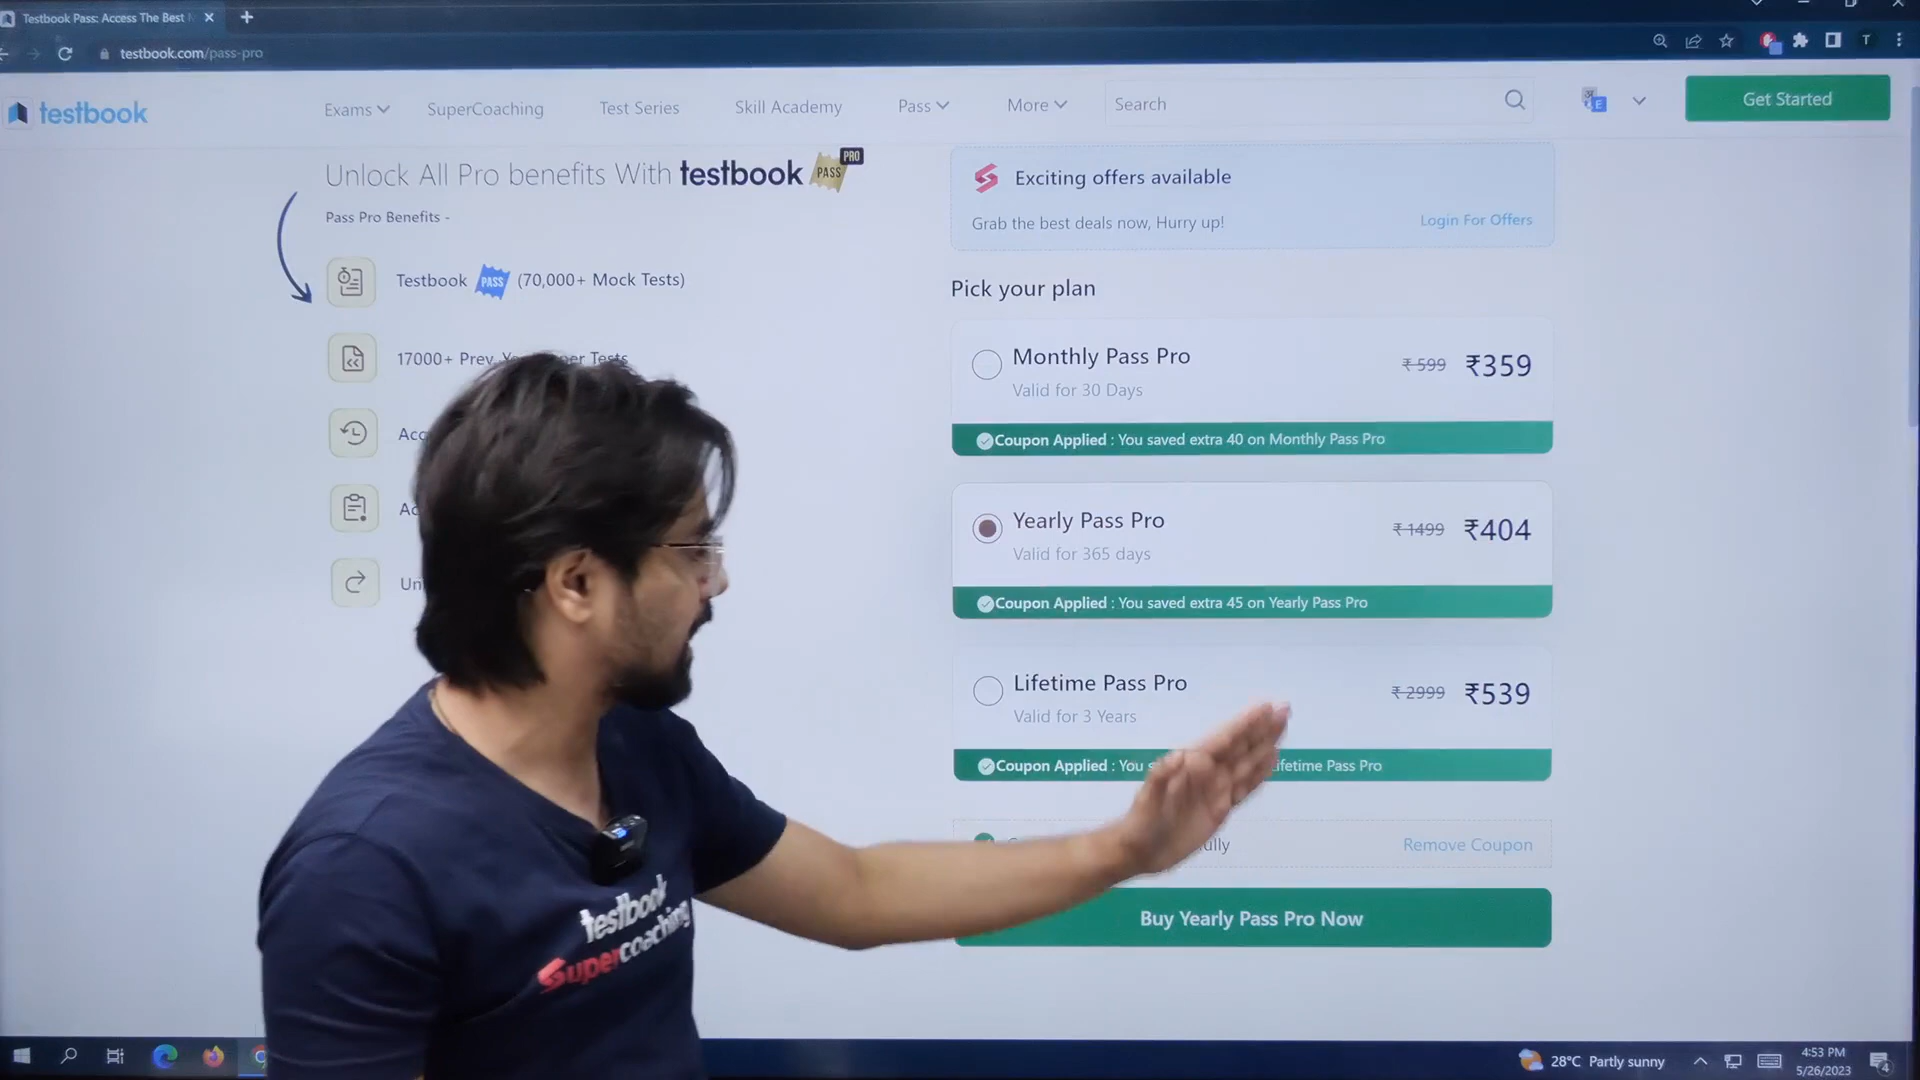 Testbook Pass: Access The Best
testbook.com/pass-pro
T
testbook
Exams
SuperCoaching
Test Series
Skill Academy
Pass
More
Search
E
Get Started
Unlock All Pro benefits With testbook PASS PRO
Pass Pro Benefits -
Testbook PASS (70,000+ Mock Tests)
17000+ Prev. Tests
Exciting offers available
Grab the best deals now, Hurry up!
Login For Offers
Pick your plan
Monthly Pass Pro
₹ 599 ₹359
Valid for 30 Days
Coupon Applied : You saved extra 40 on Monthly Pass Pro
Yearly Pass Pro
₹ 1499 ₹404
Valid for 365 days
Coupon Applied : You saved extra 45 on Yearly Pass Pro
Lifetime Pass Pro
₹ 2999 ₹539
Valid for 3 Years
Coupon Applied : You Lifetime Pass Pro
Remove Coupon
Buy Yearly Pass Pro Now
testbook
Supercoaching
28°C Partly sunny
4:53 PM
5/26/2023
4